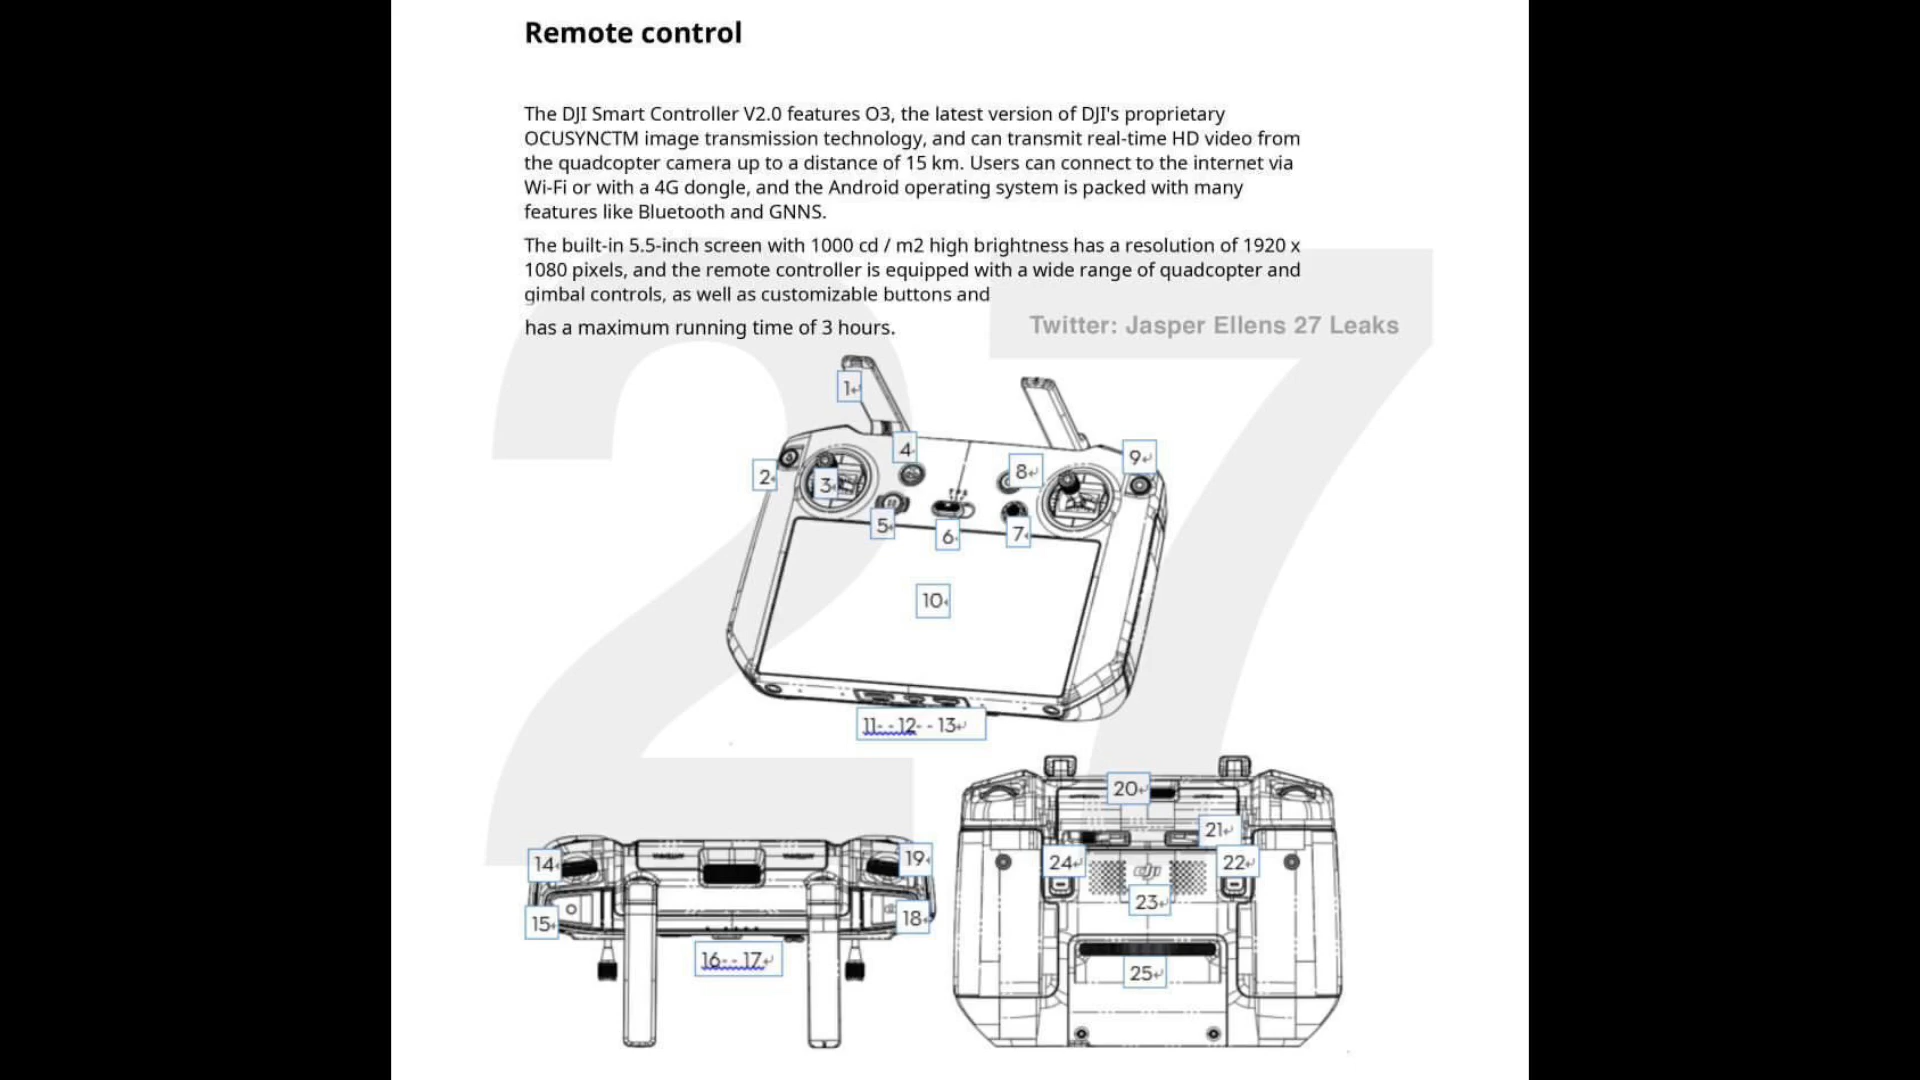 Remote control
The DJI Smart Controller V2.0 features O3, the latest version of DJI's proprietary
OCUSYNCTM image transmission technology, and can transmit real-time HD video from
the quadcopter camera up to a distance of 15 km. Users can connect to the internet via
Wi-Fi or with a 4G dongle, and the Android operating system is packed with many
features like Bluetooth and GNNS.
The built-in 5.5-inch screen with 1000 cd / m2 high brightness has a resolution of 1920 x
1080 pixels, and the remote controller is equipped with a wide range of quadcopter and
gimbal controls, as well as customizable buttons and
has a maximum running time of 3 hours.
Twitter: Jasper Ellens 27 Leaks
27
1
2
3
4
5
6
7
8
9
10
11- -12- -13
14
15
16- -17
18
19
20
21
22
23
24
25
dji